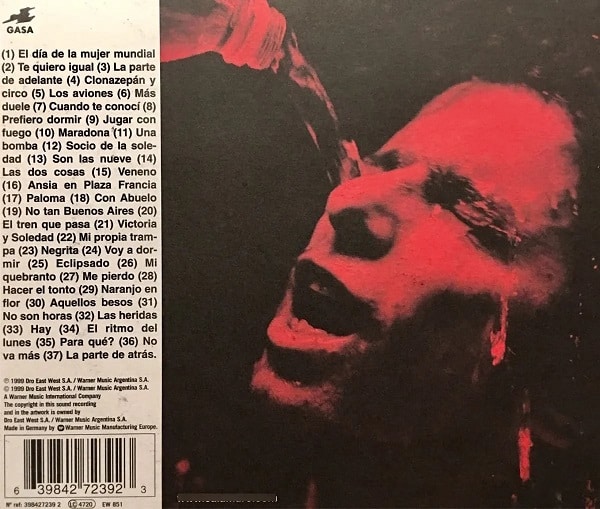 GASA
(1) El día de la mujer mundial
(2) Te quiero igual (3) La parte
de adelante (4) Clonazepán y
circo (5) Los aviones (6) Más
duele (7) Cuando te conocí (8)
Prefiero dormir (9) Jugar con
fuego (10) Maradona (11) Una
bomba (12) Socio de la sole-
dad (13) Son las nueve (14)
Las dos cosas (15) Veneno
(16) Ansia en Plaza Francia
(17) Paloma (18) Con Abuelo
(19) No tan Buenos Aires (20)
El tren que pasa (21) Victoria
y Soledad (22) Mi propia tram-
pa (23) Negrita (24) Voy a dor-
mir (25) Eclipsado (26) Mi
quebranto (27) Me pierdo (28)
Hacer el tonto (29) Naranjo en
flor (30) Aquellos besos (31)
No son horas (32) Las heridas
(33) Hay (34) El ritmo del
lunes (35) Para qué? (36) No
va más (37) La parte de atrás.
℗ 1999 Dro East West S.A. / Warner Music Argentina S.A.
© 1999 Dro East West S.A. / Warner Music Argentina S.A.
A Warner Music International Company
The copyright in this sound recording
and in the artwork is owned by
Dro East West S.A. / Warner Music Argentina S.A.
Made in Germany by Warner Music Manufacturing Europe.
6 39842 72392 3
Nº ref: 398427239 2 LC 4720 EW 851